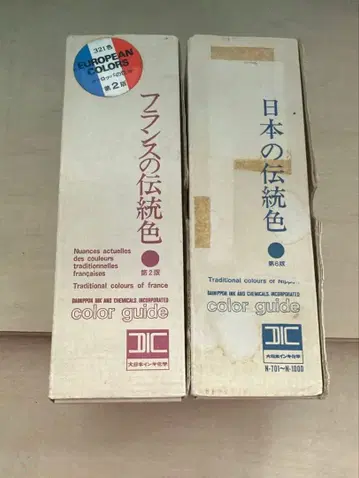 321色
EUROPEAN
COLORS
ヨーロッパの色
第2版
フランスの伝統色
第2版
Nuances actuelles
des couleurs
traditionnelles
françaises
Traditional colours of france
DAINIPPON INK AND CHEMICALS, INCORPORATED
color guide
DIC
大日本インキ化学
日本の伝統色
第6版
Traditional colours of
DAINIPPON INK AND CHEMICALS, INCORPORATED
color guide
DIC
大日本インキ化学
N-701〜N-1000